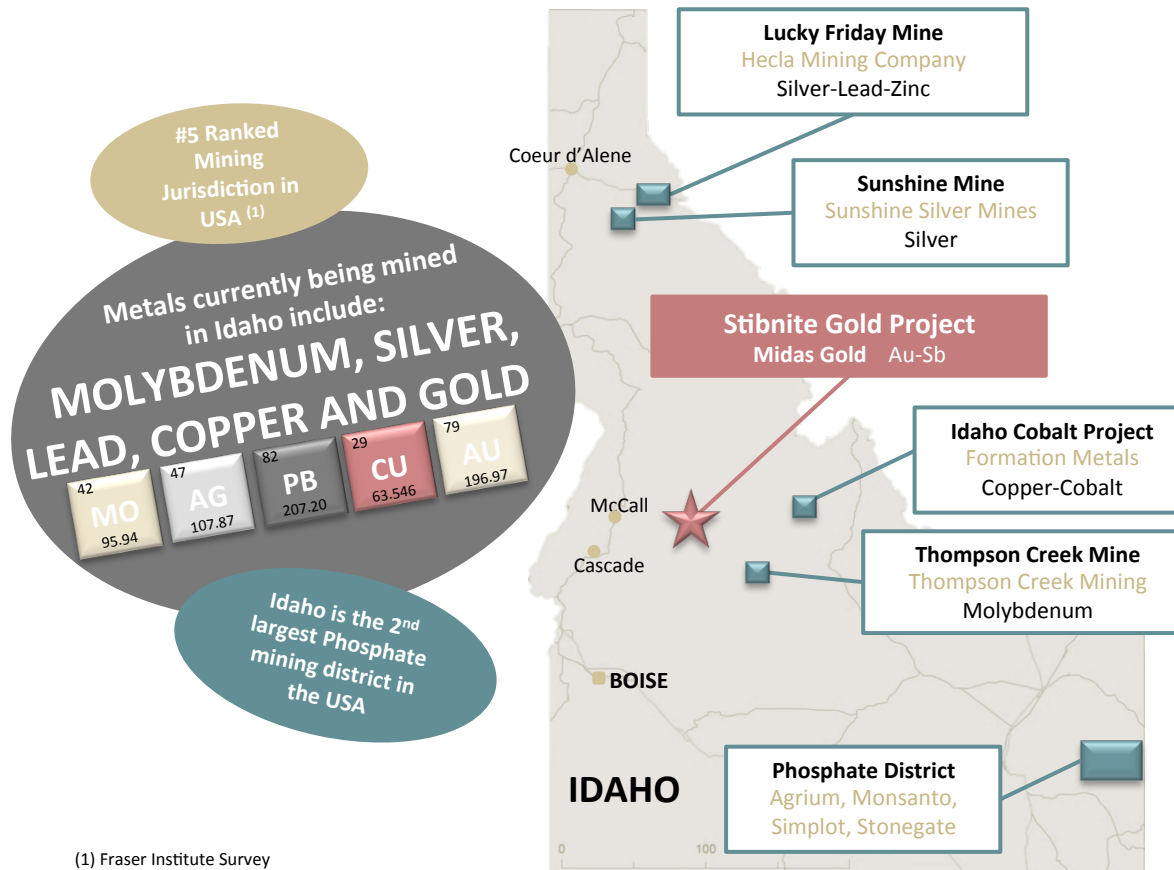 #5 Ranked
Mining
Jurisdiction in
USA (1)
Metals currently being mined
in Idaho include:
MOLYBDENUM, SILVER,
LEAD, COPPER AND GOLD
42
MO
95.94
47
AG
107.87
82
PB
207.20
29
CU
63.546
79
AU
196.97
Idaho is the 2nd
largest Phosphate
mining district in
the USA
(1) Fraser Institute Survey
Lucky Friday Mine
Hecla Mining Company
Silver-Lead-Zinc
Coeur d’Alene
Sunshine Mine
Sunshine Silver Mines
Silver
Stibnite Gold Project
Midas Gold Au-Sb
Idaho Cobalt Project
Formation Metals
Copper-Cobalt
McCall
Cascade
Thompson Creek Mine
Thompson Creek Mining
Molybdenum
BOISE
IDAHO
Phosphate District
Agrium, Monsanto,
Simplot, Stonegate
0
100